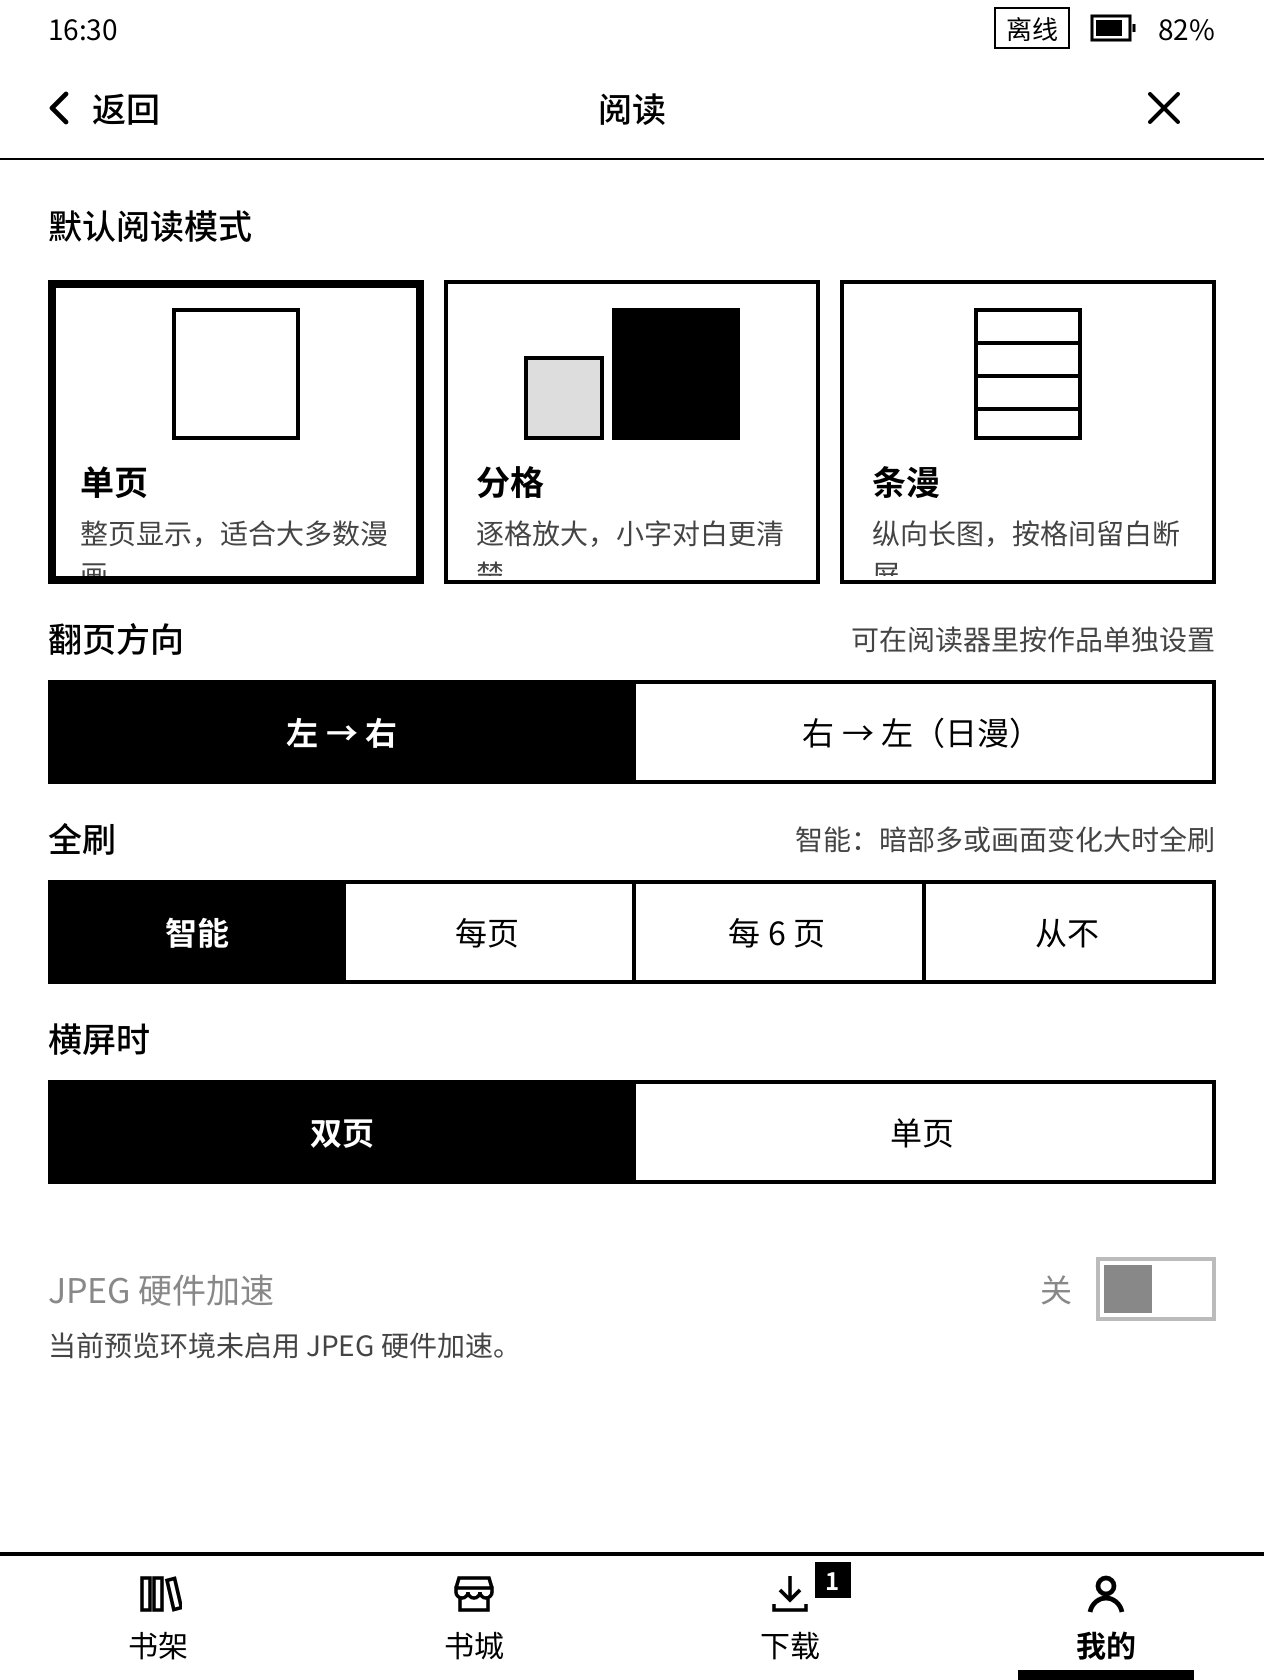 16:30
离线
82%
返回
阅读
默认阅读模式
单页
整页显示，适合大多数漫
画
分格
逐格放大，小字对白更清
楚
条漫
纵向长图，按格间留白断
屏
翻页方向
可在阅读器里按作品单独设置
左 → 右
右 → 左（日漫）
全刷
智能：暗部多或画面变化大时全刷
智能
每页
每 6 页
从不
横屏时
双页
单页
JPEG 硬件加速
关
当前预览环境未启用 JPEG 硬件加速。
书架
书城
1
下载
我的